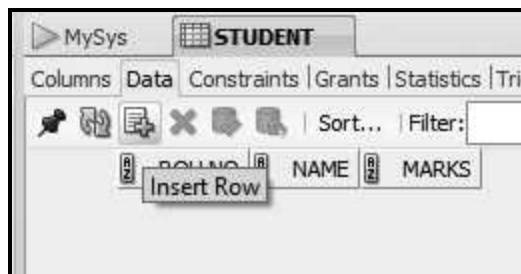 MySys STUDENT
Columns Data Constraints | Grants | Statistics | Tri
Sort... Filter:
NAME MARKS
Insert Row